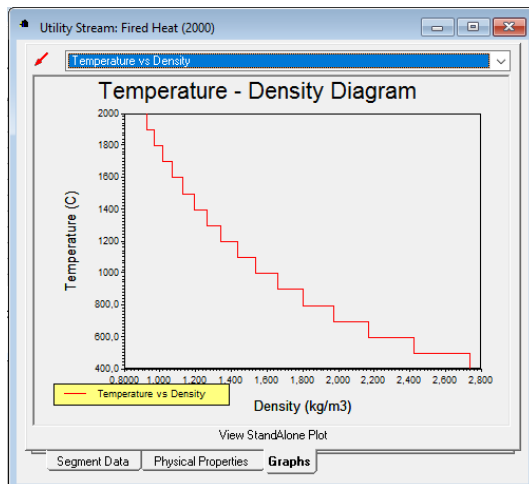 Utility Stream: Fired Heat (2000)
Temperature vs Density
Temperature - Density Diagram
2000
1800
1600
1400
1200
1000
800,0
600,0
400,0
Temperature (C)
0,8000 1,000 1,200 1,400 1,600 1,800 2,000 2,200 2,400 2,600 2,800
Temperature vs Density
Density (kg/m3)
View StandAlone Plot
Segment Data Physical Properties Graphs